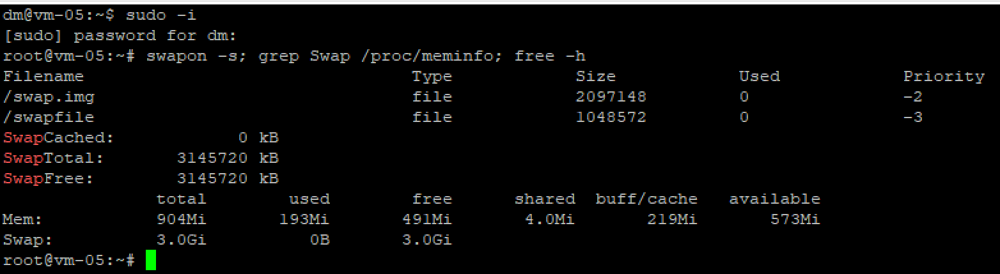 dm@vm-05:~$ sudo -i
[sudo] password for dm:
root@vm-05:~# swapon -s; grep Swap /proc/meminfo; free -h
Filename Type Size Used Priority
/swap.img file 2097148 0 -2
/swapfile file 1048572 0 -3
SwapCached: 0 kB
SwapTotal: 3145720 kB
SwapFree: 3145720 kB
total used free shared buff/cache available
Mem: 904Mi 193Mi 491Mi 4.0Mi 219Mi 573Mi
Swap: 3.0Gi 0B 3.0Gi
root@vm-05:~#